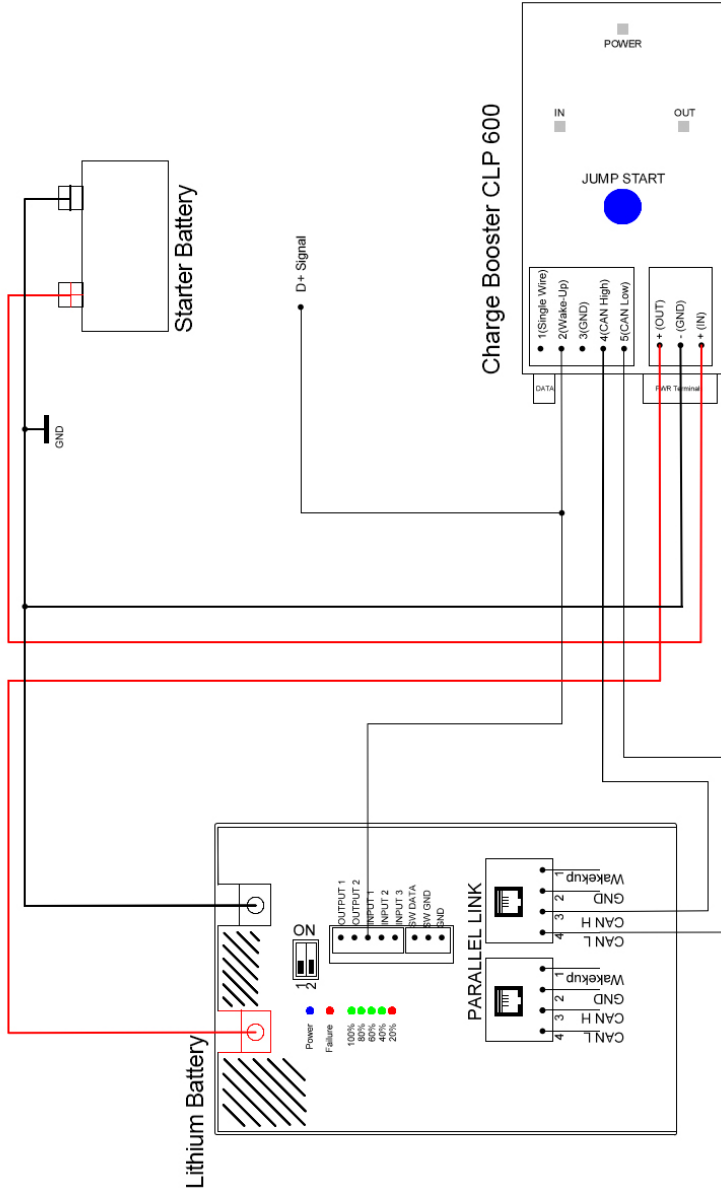 POWER
IN
OUT
JUMP START
Charge Booster CLP 600
1(Single Wire)
2(Wake-Up)
3(GND)
4(CAN High)
5(CAN Low)
+ (OUT)
- (GND)
+ (IN)
DATA
PWR Terminal
Starter Battery
D+ Signal
GND
Lithium Battery
ON
1
2
OUTPUT 1
OUTPUT 2
INPUT 1
INPUT 2
INPUT 3
SW DATA
SW GND
GND
Power
Failure
100%
80%
60%
40%
20%
PARALLEL LINK
1 Wakekup
2 GND
3 CAN H
4 CAN L
1 Wakekup
2 GND
3 CAN H
4 CAN L